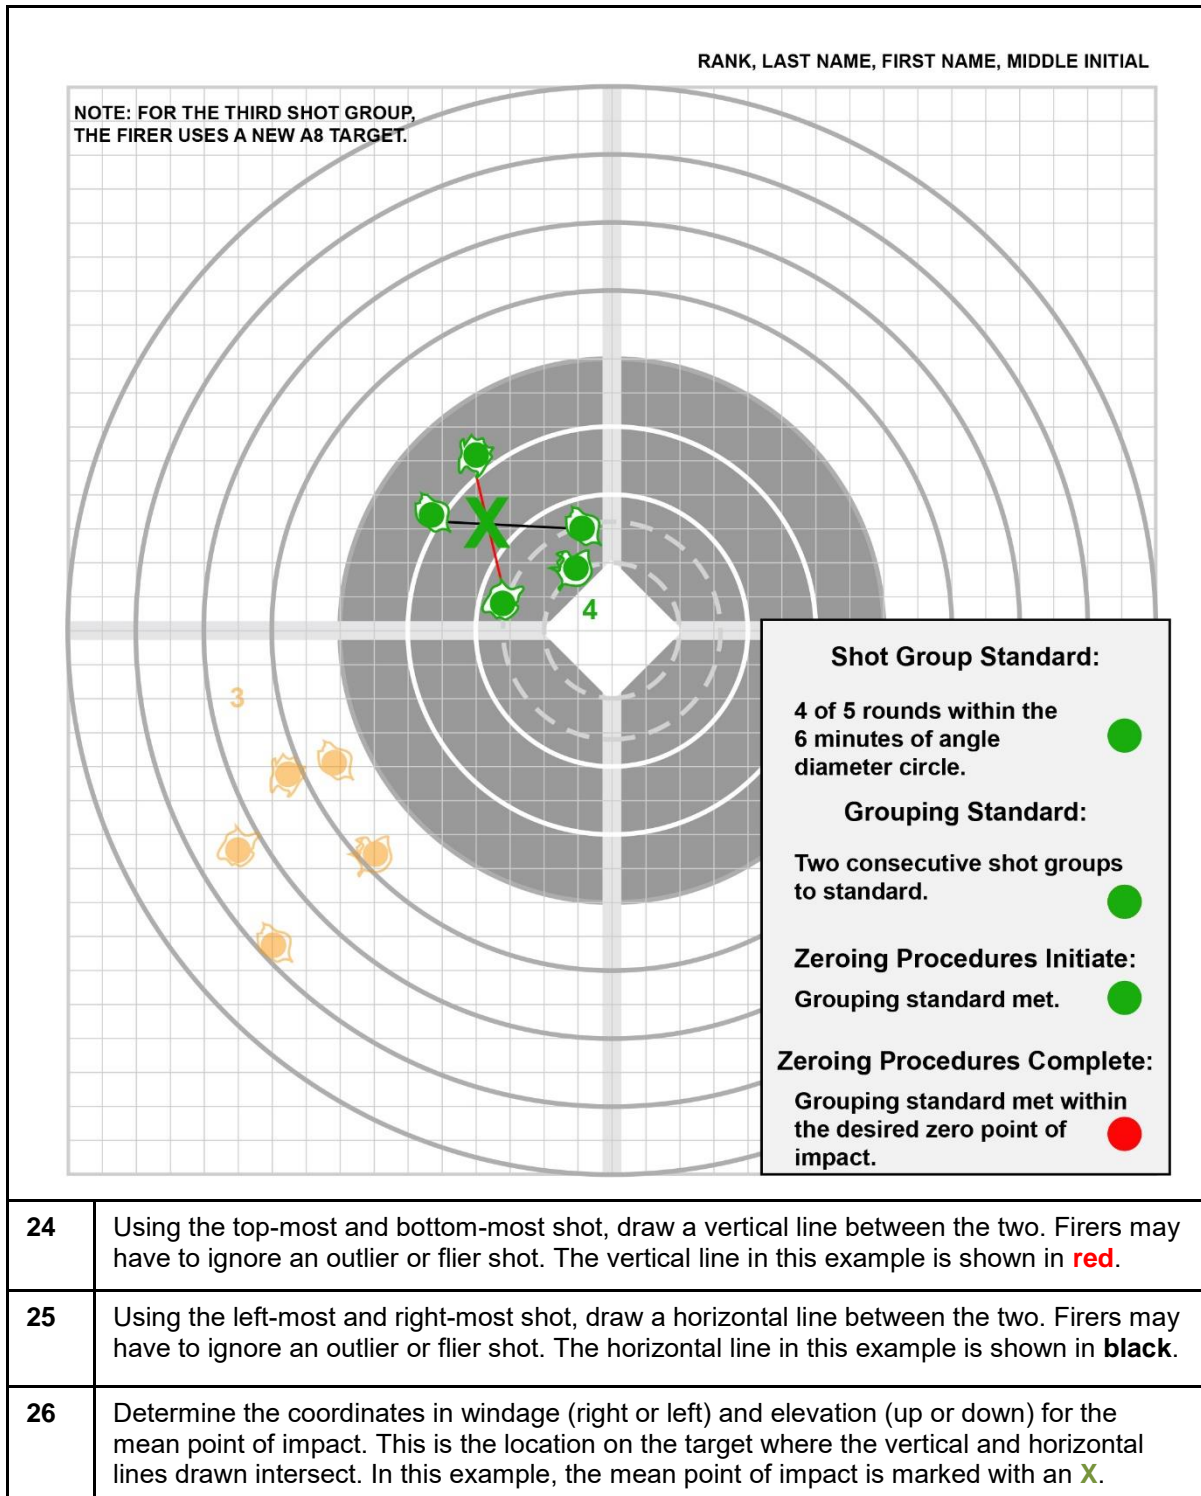 RANK, LAST NAME, FIRST NAME, MIDDLE INITIAL
NOTE: FOR THE THIRD SHOT GROUP,
THE FIRER USES A NEW A8 TARGET.
X
4
3
Shot Group Standard:
4 of 5 rounds within the
6 minutes of angle
diameter circle.
Grouping Standard:
Two consecutive shot groups
to standard.
Zeroing Procedures Initiate:
Grouping standard met.
Zeroing Procedures Complete:
Grouping standard met within
the desired zero point of
impact.
24 Using the top-most and bottom-most shot, draw a vertical line between the two. Firers may
have to ignore an outlier or flier shot. The vertical line in this example is shown in red.
25 Using the left-most and right-most shot, draw a horizontal line between the two. Firers may
have to ignore an outlier or flier shot. The horizontal line in this example is shown in black.
26 Determine the coordinates in windage (right or left) and elevation (up or down) for the
mean point of impact. This is the location on the target where the vertical and horizontal
lines drawn intersect. In this example, the mean point of impact is marked with an X.